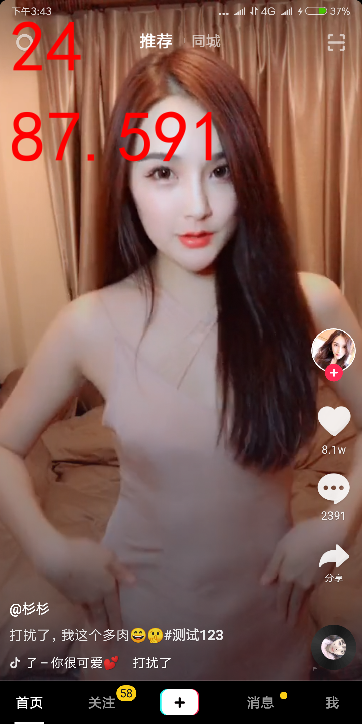 下午3:43
... 4G 37%
24
推荐 同城
87.591
8.1w
2391
分享
@杉杉
打扰了,我这个多肉😄🤫#测试123
了 – 你很可爱💕 打扰了
首页 关注 58 消息 我